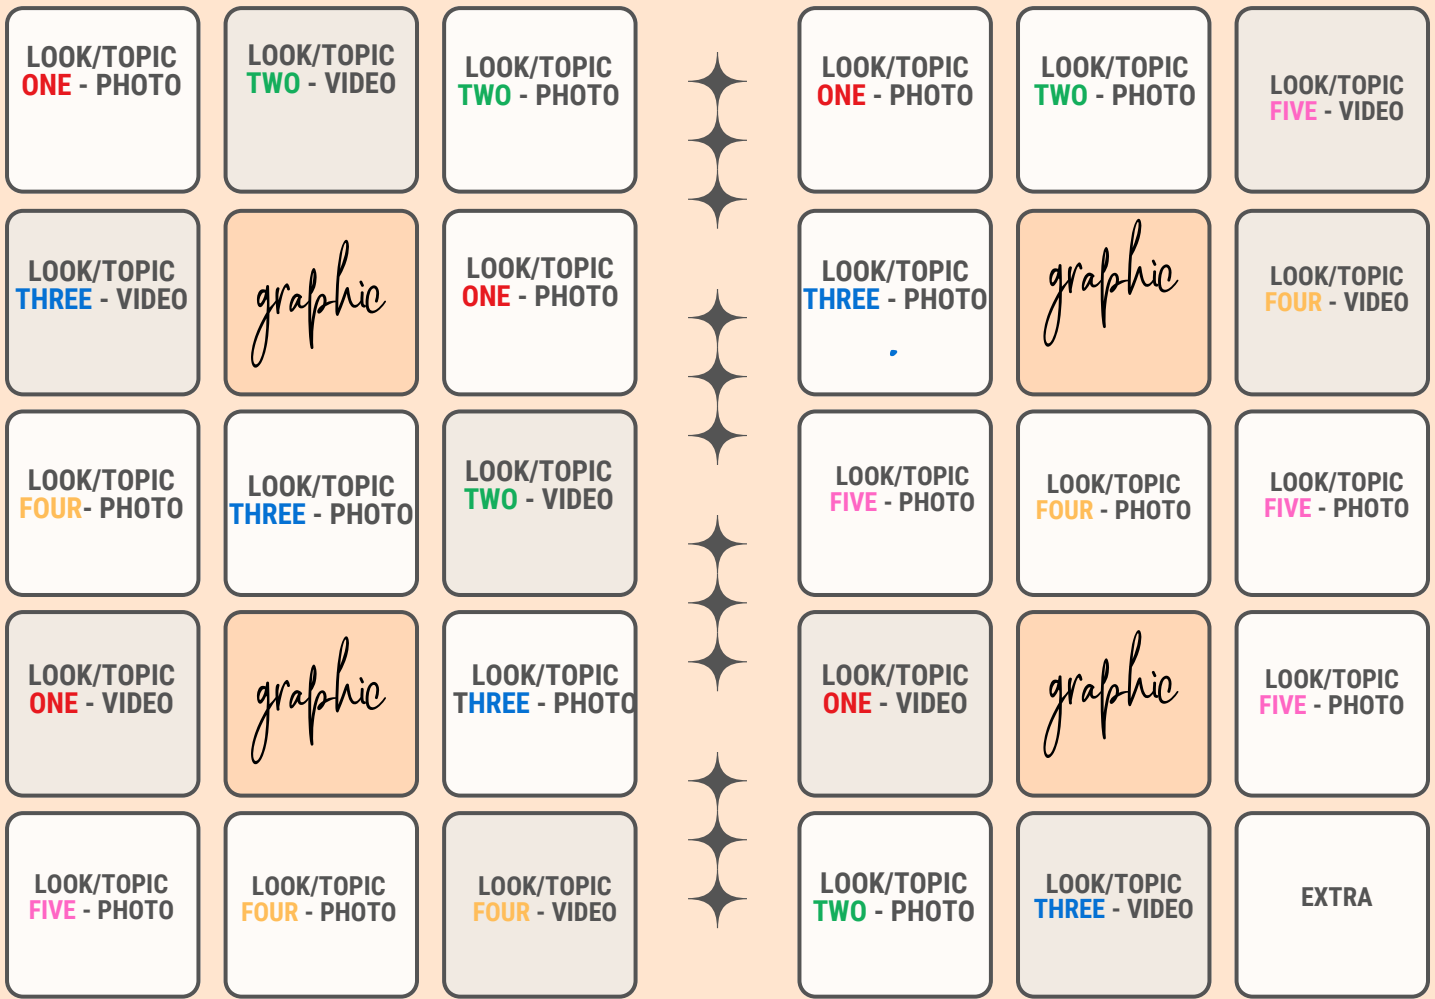 LOOK/TOPIC
ONE - PHOTO
LOOK/TOPIC
TWO - VIDEO
LOOK/TOPIC
TWO - PHOTO
LOOK/TOPIC
THREE - VIDEO
graphic
LOOK/TOPIC
ONE - PHOTO
LOOK/TOPIC
FOUR- PHOTO
LOOK/TOPIC
THREE - PHOTO
LOOK/TOPIC
TWO - VIDEO
LOOK/TOPIC
ONE - VIDEO
graphic
LOOK/TOPIC
THREE - PHOTO
LOOK/TOPIC
FIVE - PHOTO
LOOK/TOPIC
FOUR - PHOTO
LOOK/TOPIC
FOUR - VIDEO
LOOK/TOPIC
ONE - PHOTO
LOOK/TOPIC
TWO - PHOTO
LOOK/TOPIC
FIVE - VIDEO
LOOK/TOPIC
THREE - PHOTO
graphic
LOOK/TOPIC
FOUR - VIDEO
LOOK/TOPIC
FIVE - PHOTO
LOOK/TOPIC
FOUR - PHOTO
LOOK/TOPIC
FIVE - PHOTO
LOOK/TOPIC
ONE - VIDEO
graphic
LOOK/TOPIC
FIVE - PHOTO
LOOK/TOPIC
TWO - PHOTO
LOOK/TOPIC
THREE - VIDEO
EXTRA